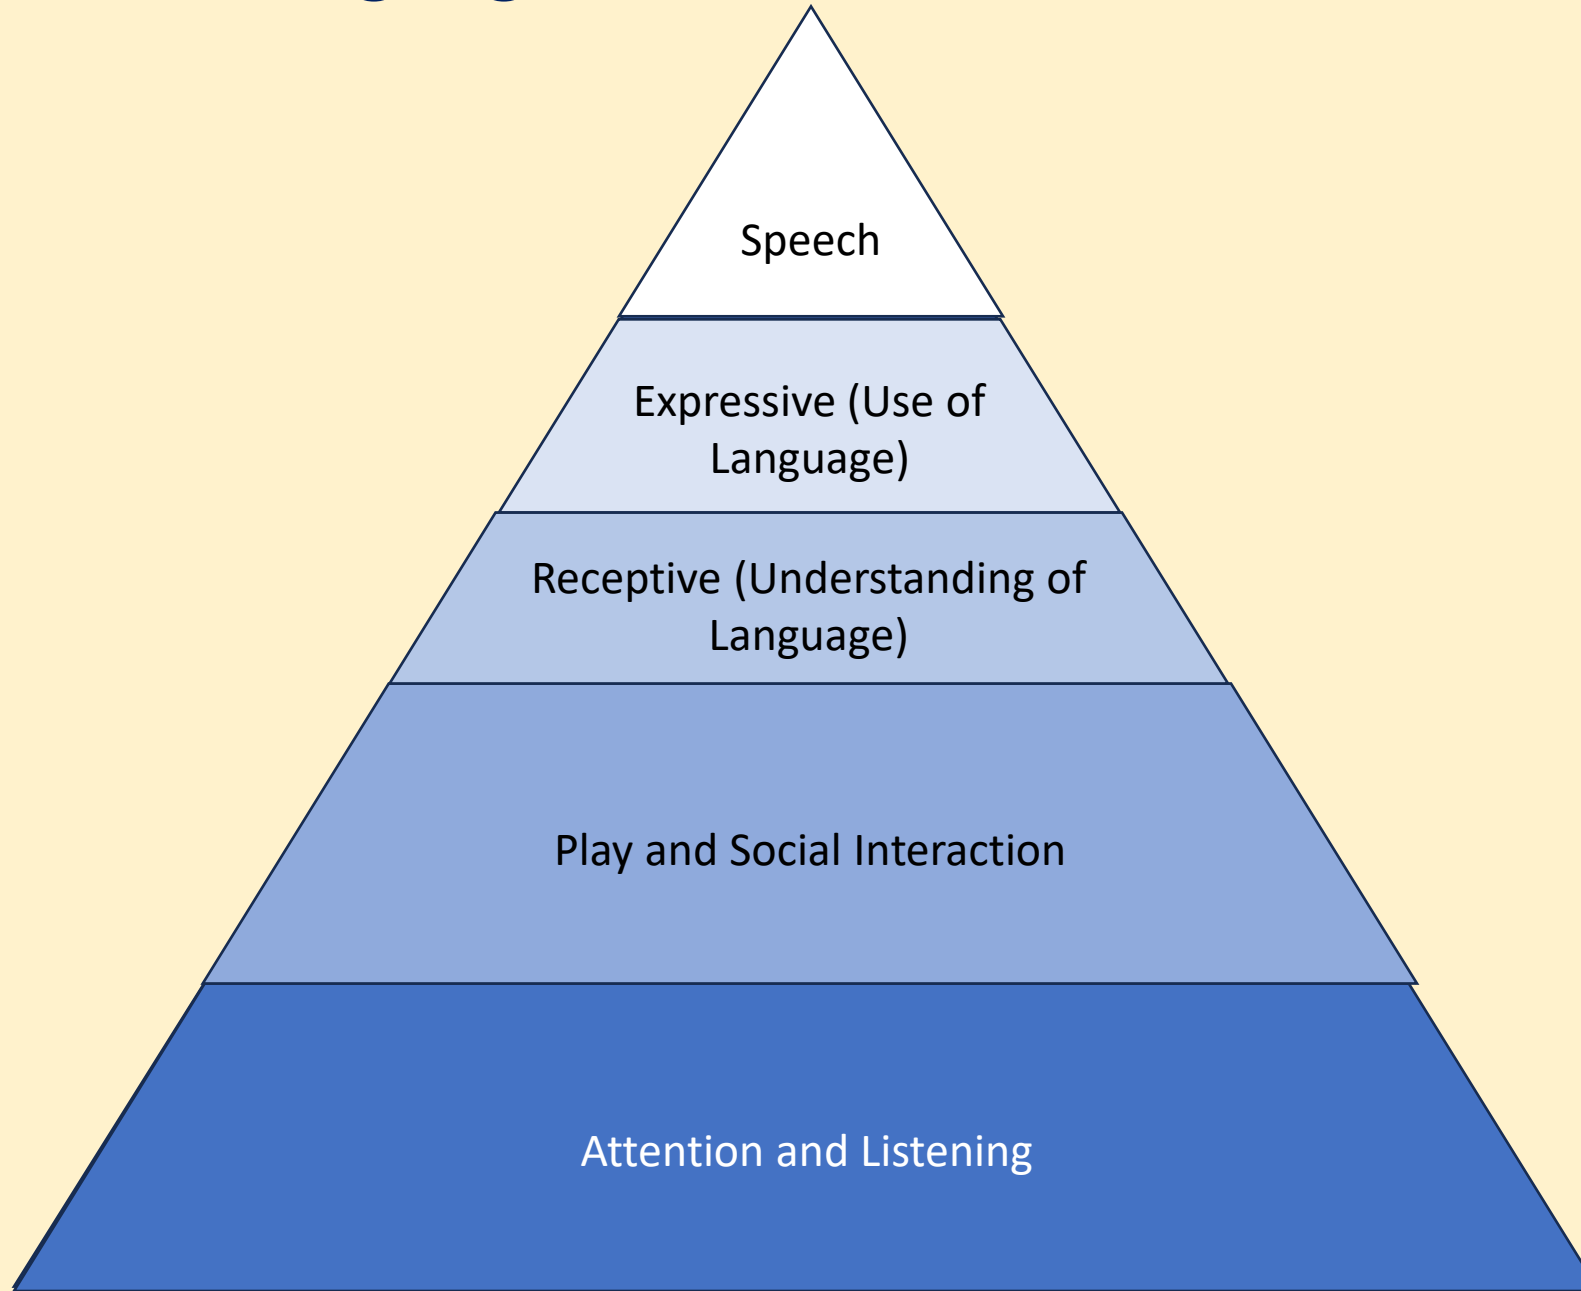 Speech
Expressive (Use of
Language)
Receptive (Understanding of
Language)
Play and Social Interaction
Attention and Listening